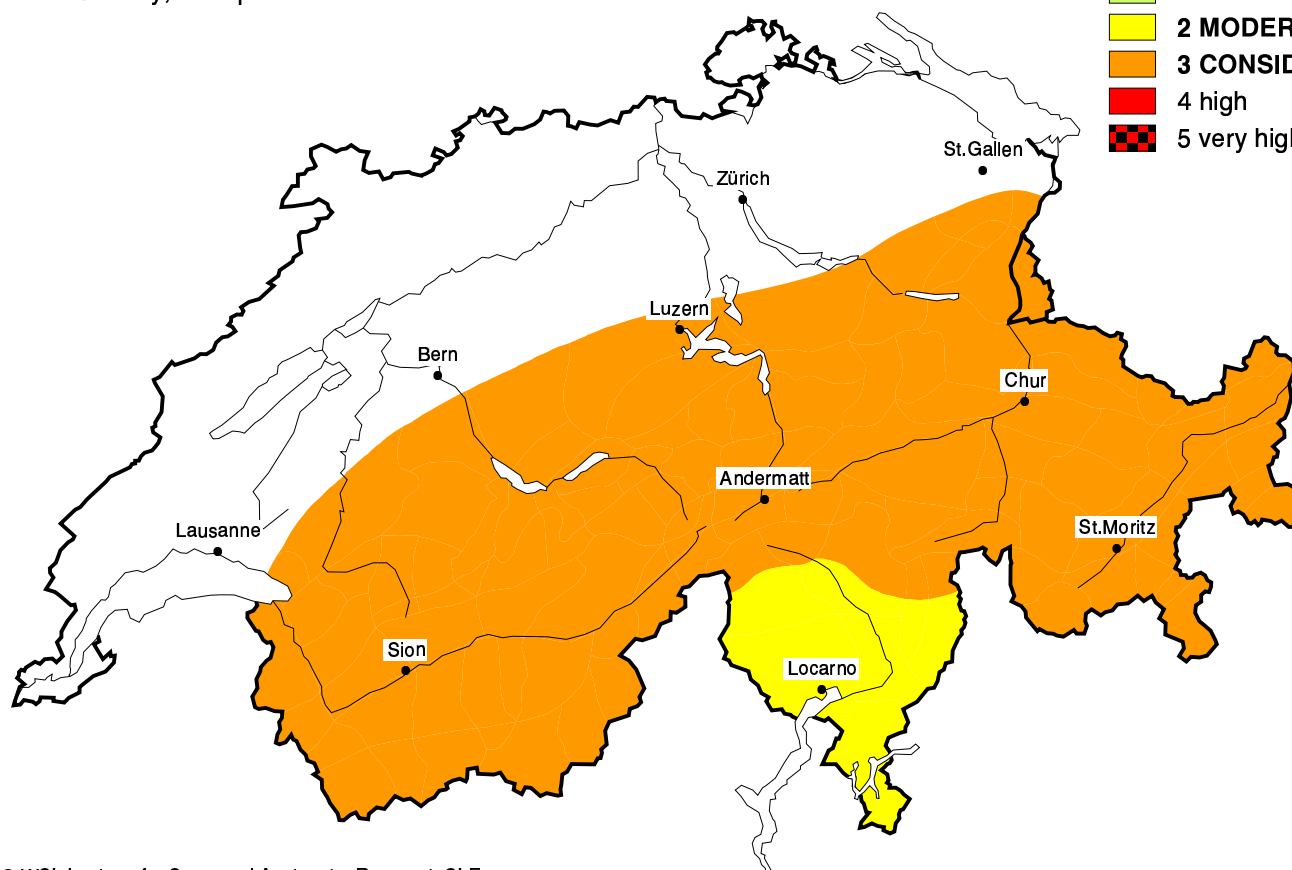 2 MODER
3 CONSID
4 high
5 very high
St.Gallen
Zürich
Luzern
Bern
Chur
Andermatt
Lausanne
St.Moritz
Sion
Locarno